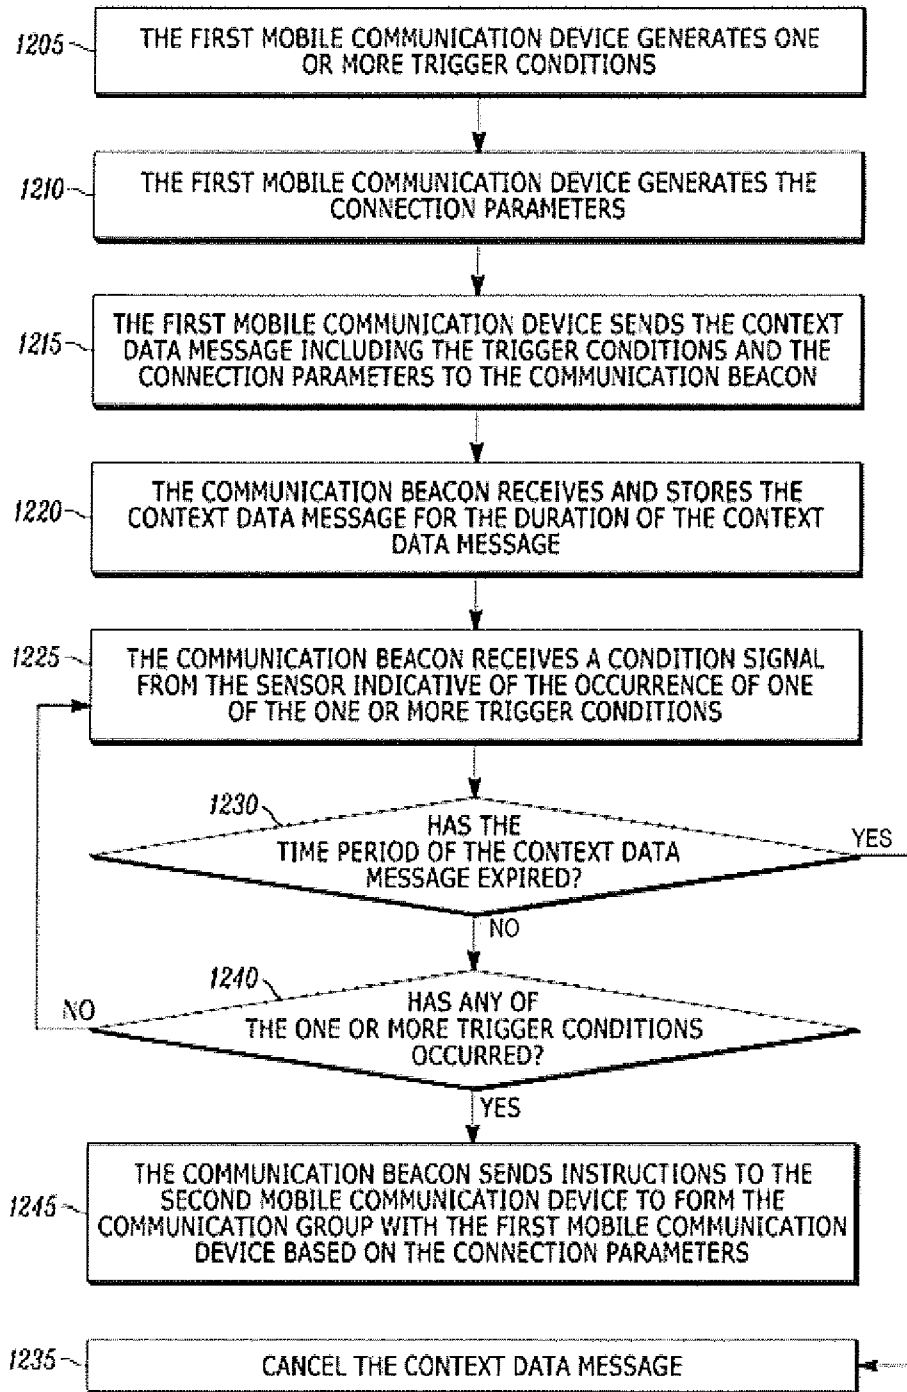 1205
THE FIRST MOBILE COMMUNICATION DEVICE GENERATES ONE
OR MORE TRIGGER CONDITIONS
1210
THE FIRST MOBILE COMMUNICATION DEVICE GENERATES THE
CONNECTION PARAMETERS
1215
THE FIRST MOBILE COMMUNICATION DEVICE SENDS THE CONTEXT
DATA MESSAGE INCLUDING THE TRIGGER CONDITIONS AND THE
CONNECTION PARAMETERS TO THE COMMUNICATION BEACON
1220
THE COMMUNICATION BEACON RECEIVES AND STORES THE
CONTEXT DATA MESSAGE FOR THE DURATION OF THE CONTEXT
DATA MESSAGE
1225
THE COMMUNICATION BEACON RECEIVES A CONDITION SIGNAL
FROM THE SENSOR INDICATIVE OF THE OCCURRENCE OF ONE
OF THE ONE OR MORE TRIGGER CONDITIONS
1230
HAS THE
TIME PERIOD OF THE CONTEXT DATA
MESSAGE EXPIRED?
YES
NO
1240
HAS ANY OF
THE ONE OR MORE TRIGGER CONDITIONS
OCCURRED?
NO
YES
1245
THE COMMUNICATION BEACON SENDS INSTRUCTIONS TO THE
SECOND MOBILE COMMUNICATION DEVICE TO FORM THE
COMMUNICATION GROUP WITH THE FIRST MOBILE COMMUNICATION
DEVICE BASED ON THE CONNECTION PARAMETERS
1235
CANCEL THE CONTEXT DATA MESSAGE